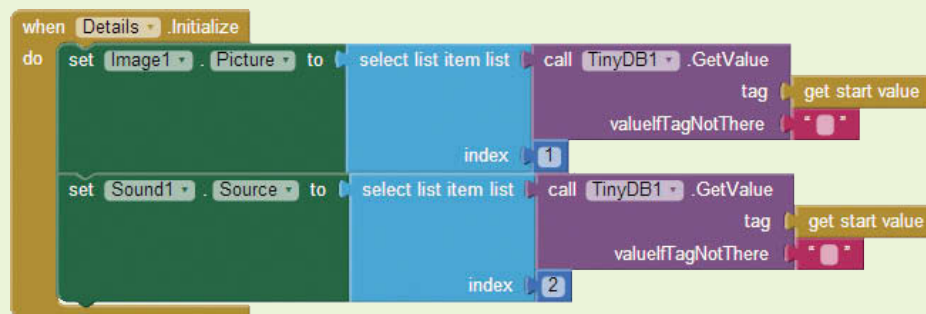 when Details .Initialize
do set Image1 . Picture to select list item list call TinyDB1 .GetValue
tag get start value
valueIfTagNotThere " "
index 1
set Sound1 . Source to select list item list call TinyDB1 .GetValue
tag get start value
valueIfTagNotThere " "
index 2